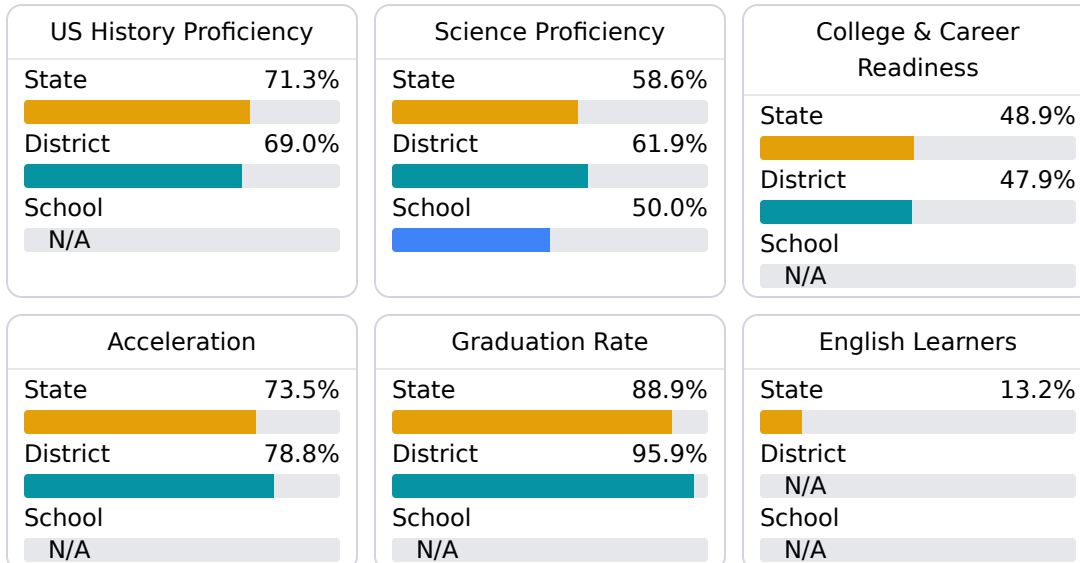 US History Proficiency
State 71.3%
District 69.0%
School
N/A
Science Proficiency
State 58.6%
District 61.9%
School 50.0%
College & Career
Readiness
State 48.9%
District 47.9%
School
N/A
Acceleration
State 73.5%
District 78.8%
School
N/A
Graduation Rate
State 88.9%
District 95.9%
School
N/A
English Learners
State 13.2%
District
N/A
School
N/A